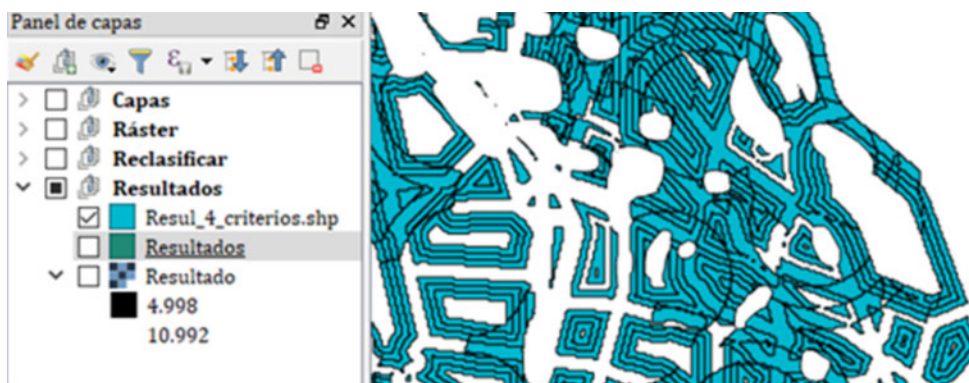 Panel de capas
Capas
Ráster
Reclasificar
Resultados
Resul_4_criterios.shp
Resultados
Resultado
4.998
10.992